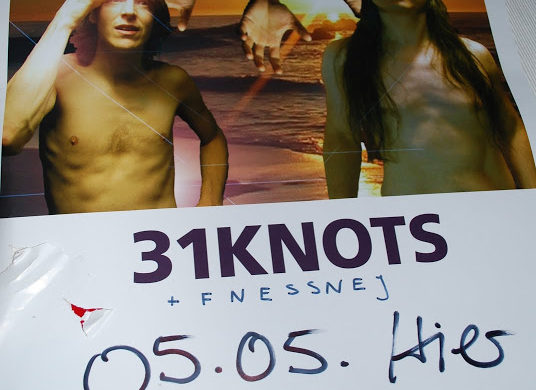 31KNOTS
+ FNESSNEJ
05.05. Hier